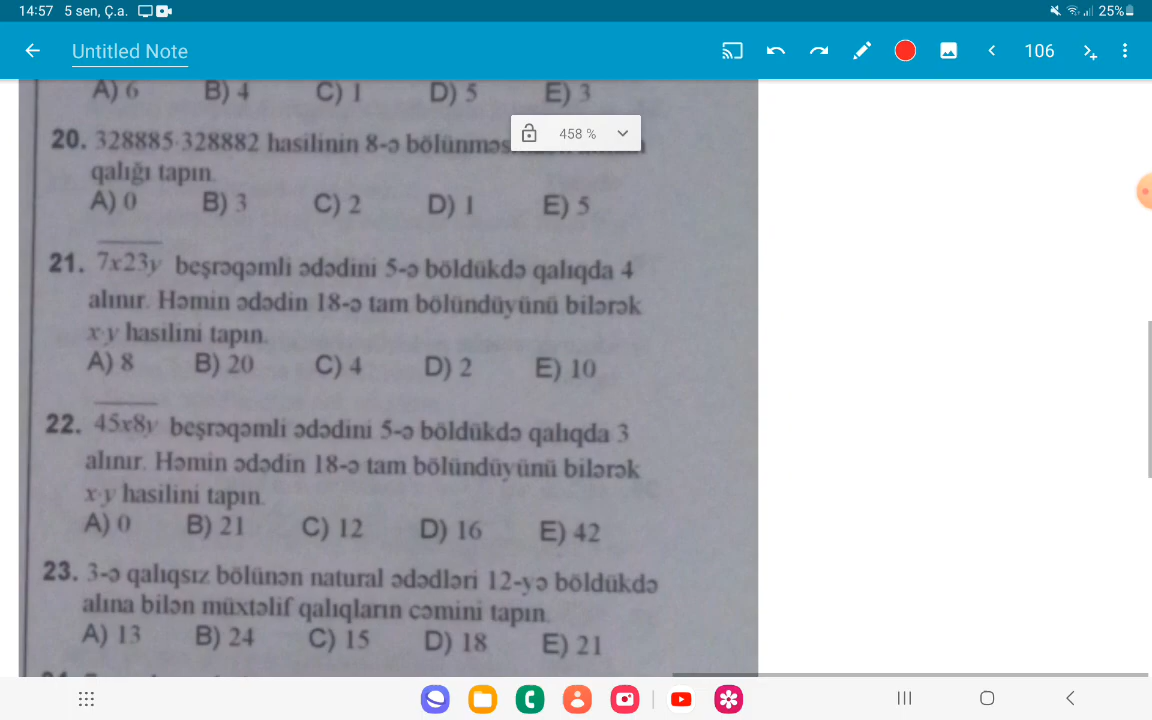 14:57 5 sen, Ç.a. 25%
Untitled Note 106
A) 6 B) 4 C) 1 D) 5 E) 3
458 %
20. 328885·328882 hasilinin 8-ə
qalığı tapın.
A) 0 B) 3 C) 2 D) 1 E) 5
21. 7x23y beşrəqəmli ədədini 5-ə böldükdə qalıqda 4
alınır. Həmin ədədin 18-ə tam bölündüyünü bilərək
x·y hasilini tapın.
A) 8 B) 20 C) 4 D) 2 E) 10
22. 45x8y beşrəqəmli ədədini 5-ə böldükdə qalıqda 3
alınır. Həmin ədədin 18-ə tam bölündüyünü bilərək
x·y hasilini tapın.
A) 0 B) 21 C) 12 D) 16 E) 42
23. 3-ə qalıqsız bölünən natural ədədləri 12-yə böldükdə
alına bilən müxtəlif qalıqların cəmini tapın.
A) 13 B) 24 C) 15 D) 18 E) 21